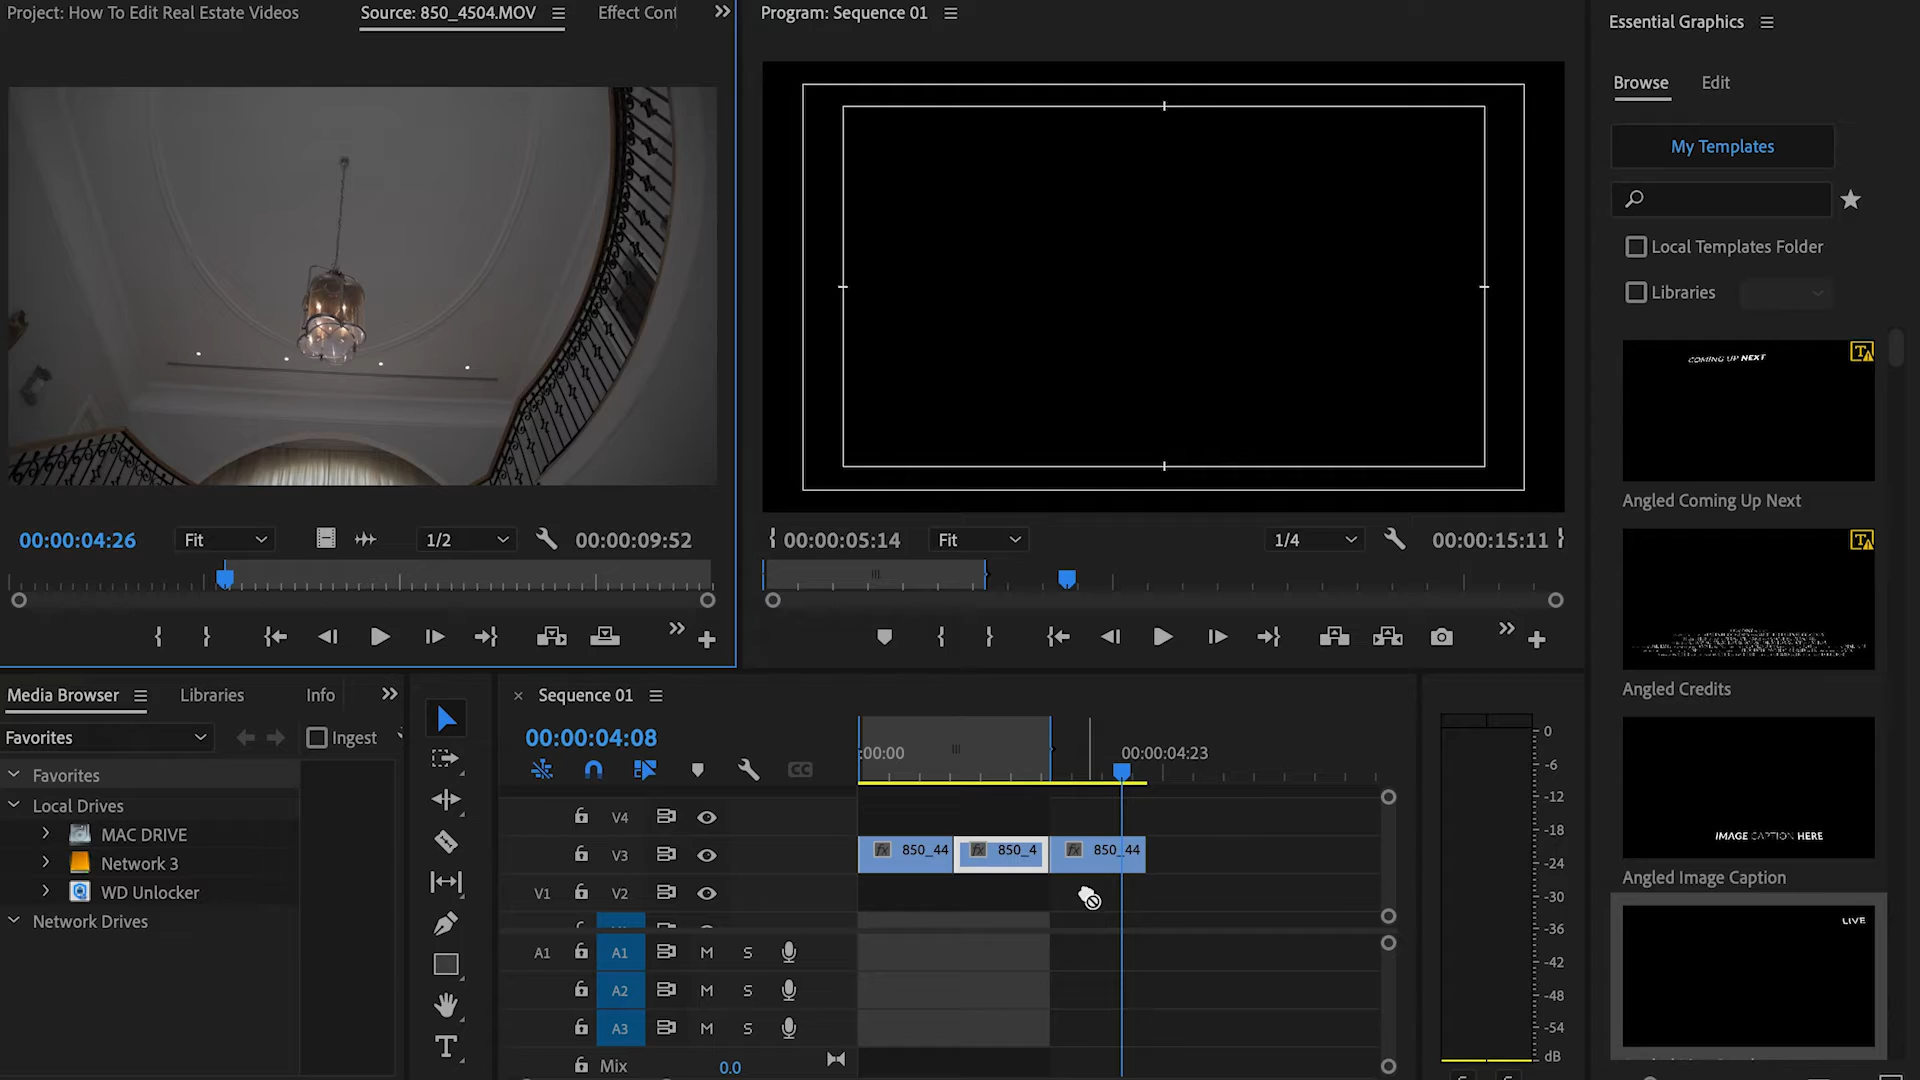 Project: How To Edit Real Estate Videos
Source: 850_4504.MOV
Effect Cont
Program: Sequence 01
Essential Graphics
Browse
Edit
My Templates
Local Templates Folder
Libraries
COMING UP NEXT
Angled Coming Up Next
Angled Credits
IMAGE CAPTION HERE
Angled Image Caption
LIVE
00:00:04:26
Fit
1/2
00:00:09:52
00:00:05:14
Fit
1/4
00:00:15:11
Media Browser
Libraries
Info
Favorites
Ingest
Favorites
Local Drives
MAC DRIVE
Network 3
WD Unlocker
Network Drives
T
× Sequence 01
00:00:04:08
:00:00
00:00:04:23
CC
V4
V3
fx 850_44
fx 850_4
fx 850_44
V1 V2
A1 A1 M S
A2 M S
A3 M S
Mix 0.0
0
-6
-12
-18
-24
-30
-36
-42
-48
-54
dB